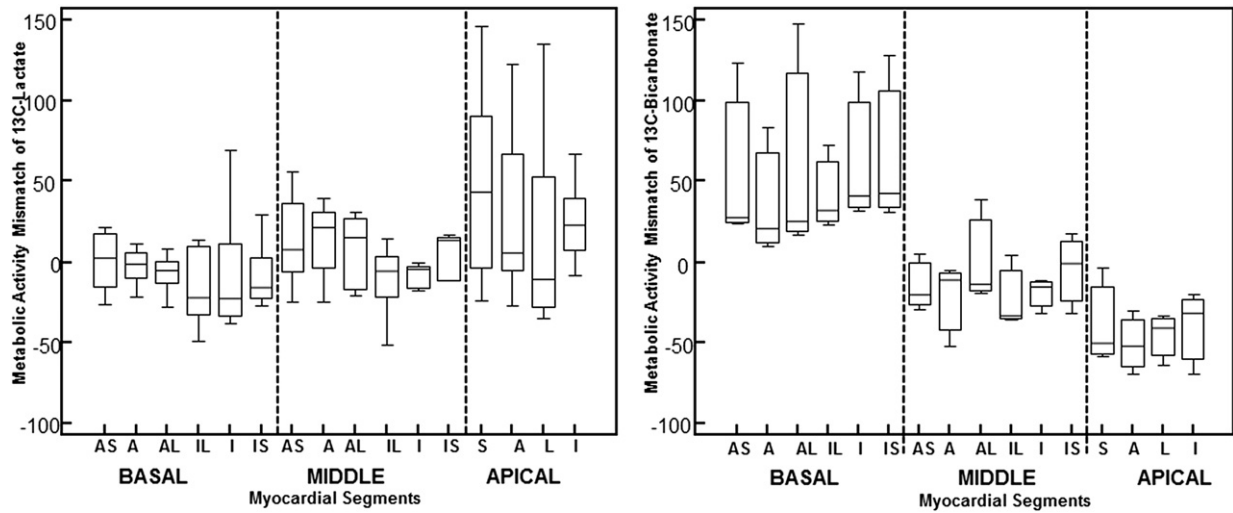 Metabolic Activity Mismatch of 13C-Lactate
150
100
50
0
-50
-100
AS A AL IL I IS AS A AL IL I IS S A L I
BASAL MIDDLE APICAL
Myocardial Segments
Metabolic Activity Mismatch of 13C-Bicarbonate
150
100
50
0
-50
-100
AS A AL IL I IS AS A AL IL I IS S A L I
BASAL MIDDLE APICAL
Myocardial Segments